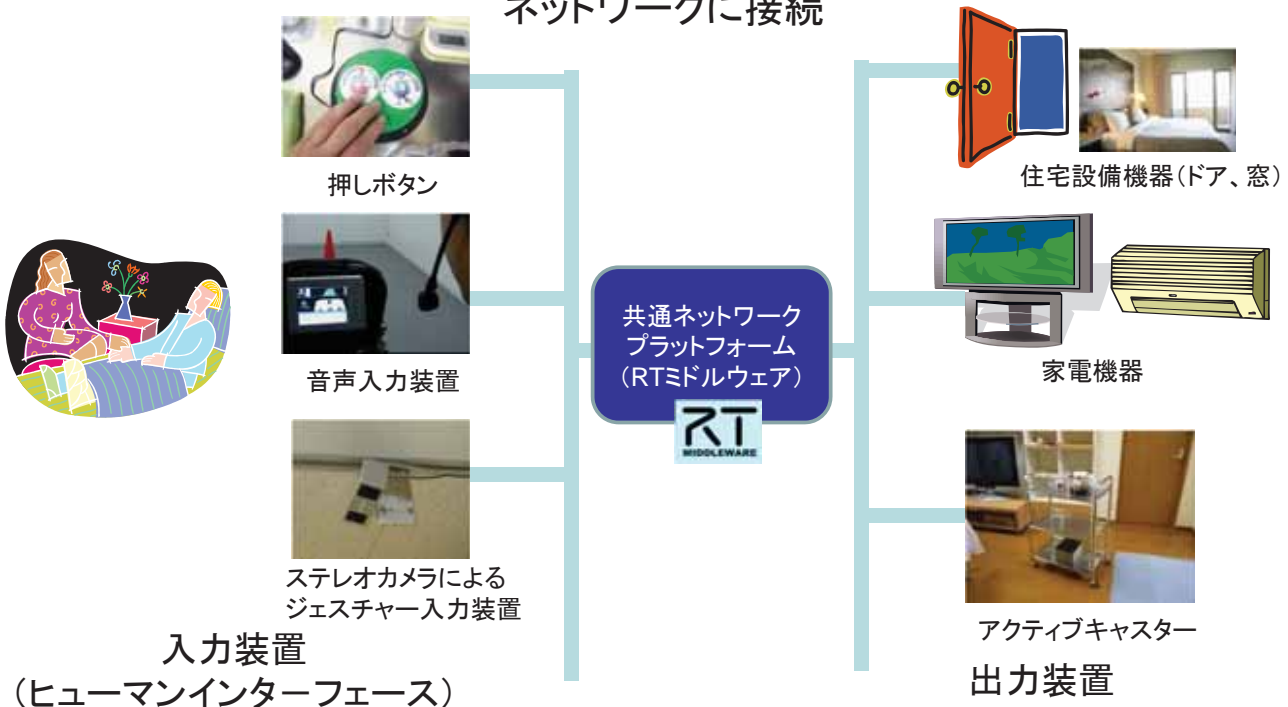 ネットワークに接続
押しボタン
音声入力装置
ステレオカメラによる
ジェスチャー入力装置
入力装置
（ヒューマンインターフェース）
共通ネットワーク
プラットフォーム
（RTミドルウェア）
RT
MIDDLEWARE
住宅設備機器（ドア、窓）
家電機器
アクティブキャスター
出力装置